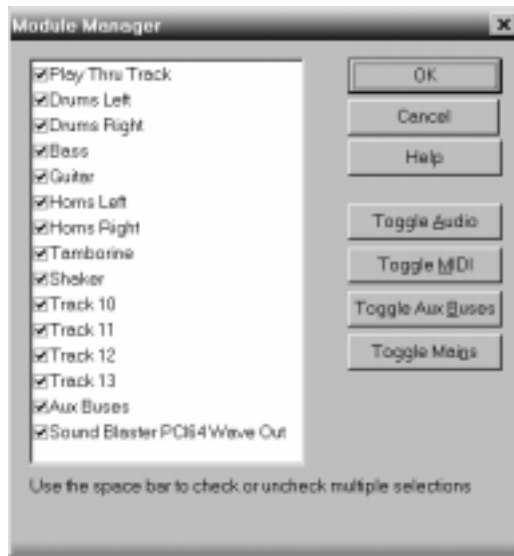 Module Manager
Play Thru Track
Drums Left
Drums Right
Bass
Guitar
Horns Left
Horns Right
Tamborine
Shaker
Track 10
Track 11
Track 12
Track 13
Aux Buses
Sound Blaster PCI64 Wave Out
OK
Cancel
Help
Toggle Audio
Toggle MIDI
Toggle Aux Buses
Toggle Mains
Use the space bar to check or uncheck multiple selections